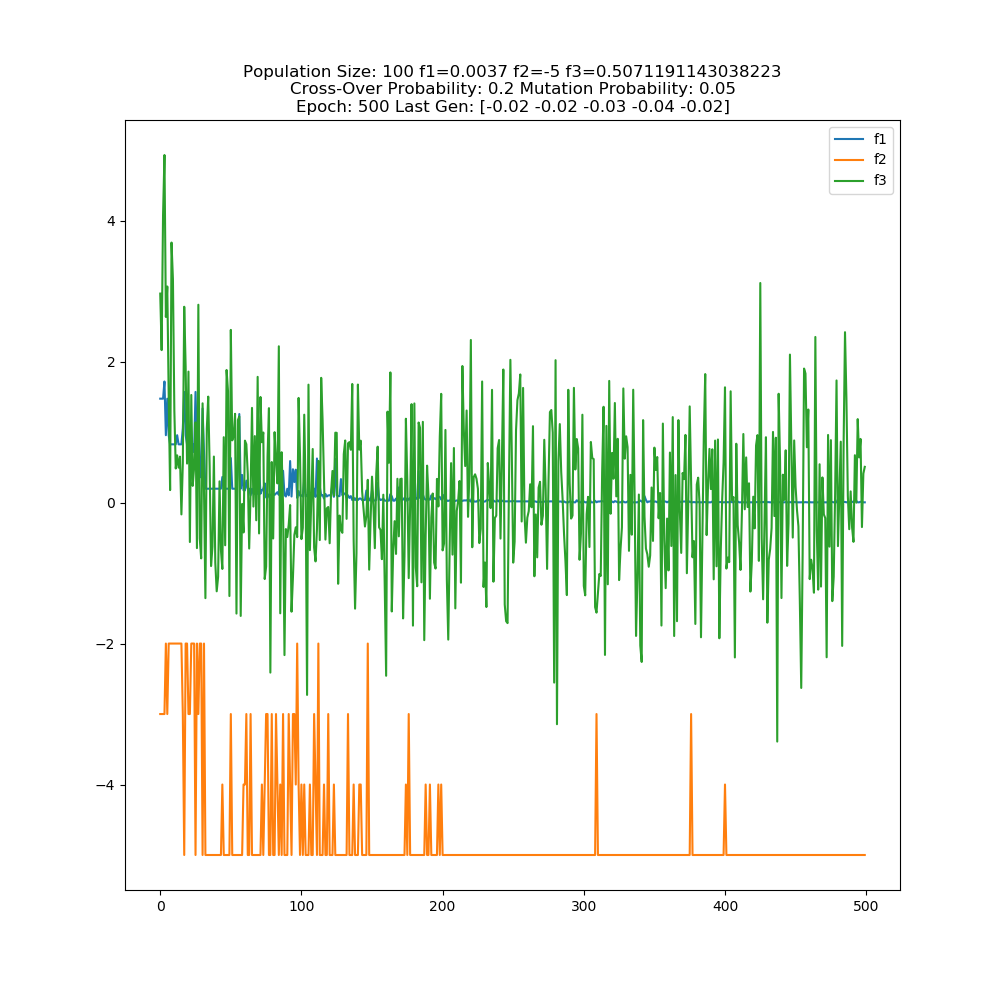 Population Size: 100 f1=0.0037 f2=-5 f3=0.5071191143038223
Cross-Over Probability: 0.2 Mutation Probability: 0.05
Epoch: 500 Last Gen: [-0.02 -0.02 -0.03 -0.04 -0.02]
f1
f2
f3
4
2
0
−2
−4
0 100 200 300 400 500